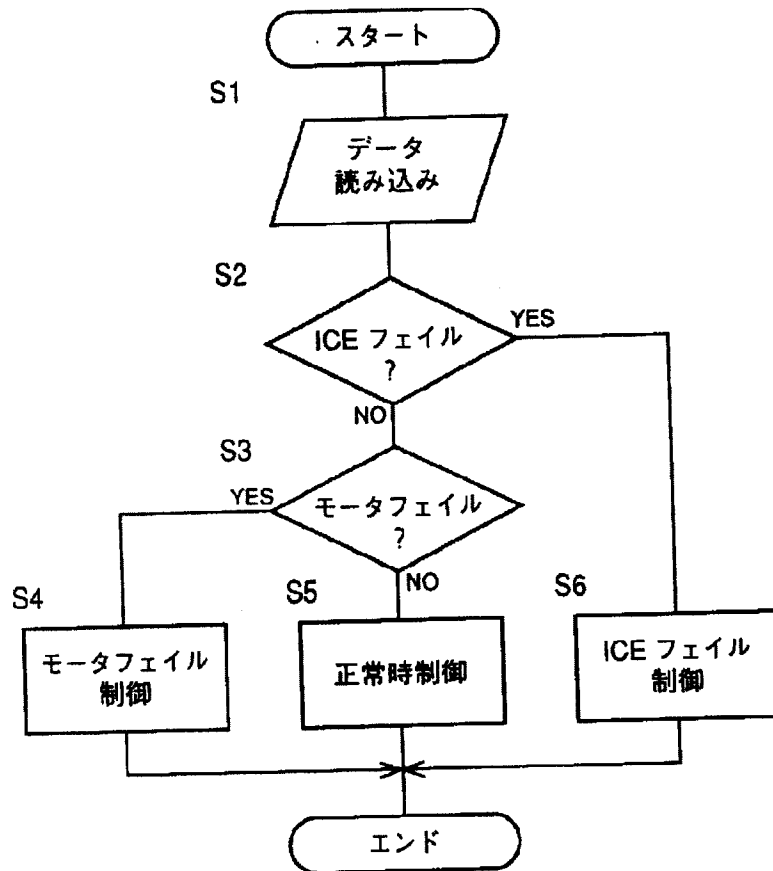 スタート
S1
データ
読み込み
S2
ICE フェイル
?
YES
NO
S3
モータフェイル
?
YES
NO
S4
モータフェイル
制御
S5
正常時制御
S6
ICE フェイル
制御
エンド